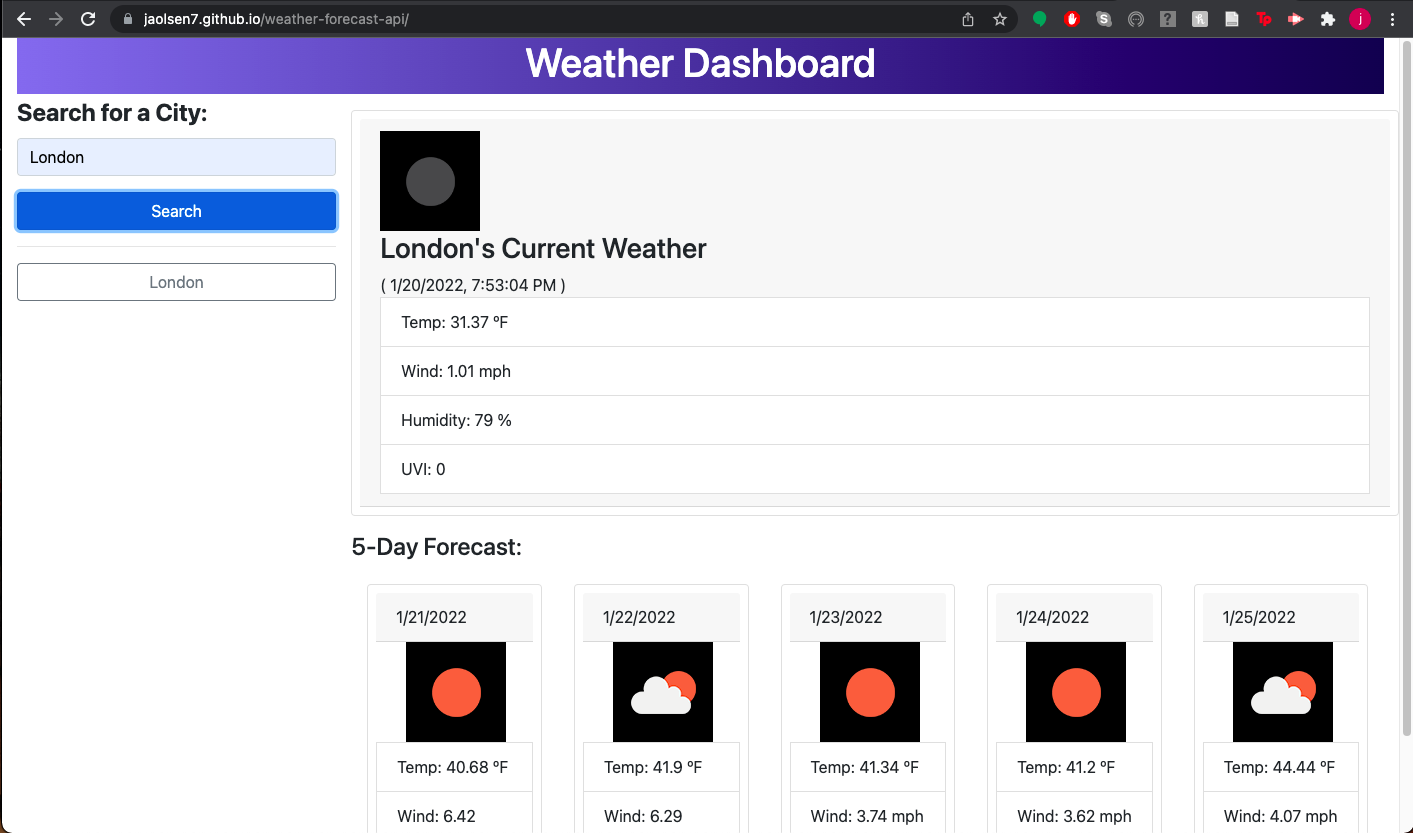 jaolsen7.github.io/weather-forecast-api/
S
?
Tp
j
Weather Dashboard
Search for a City:
London
Search
London
London's Current Weather
( 1/20/2022, 7:53:04 PM )
Temp: 31.37 ºF
Wind: 1.01 mph
Humidity: 79 %
UVI: 0
5-Day Forecast:
1/21/2022 1/22/2022 1/23/2022 1/24/2022 1/25/2022
Temp: 40.68 ºF Temp: 41.9 ºF Temp: 41.34 ºF Temp: 41.2 ºF Temp: 44.44 ºF
Wind: 6.42 Wind: 6.29 Wind: 3.74 mph Wind: 3.62 mph Wind: 4.07 mph